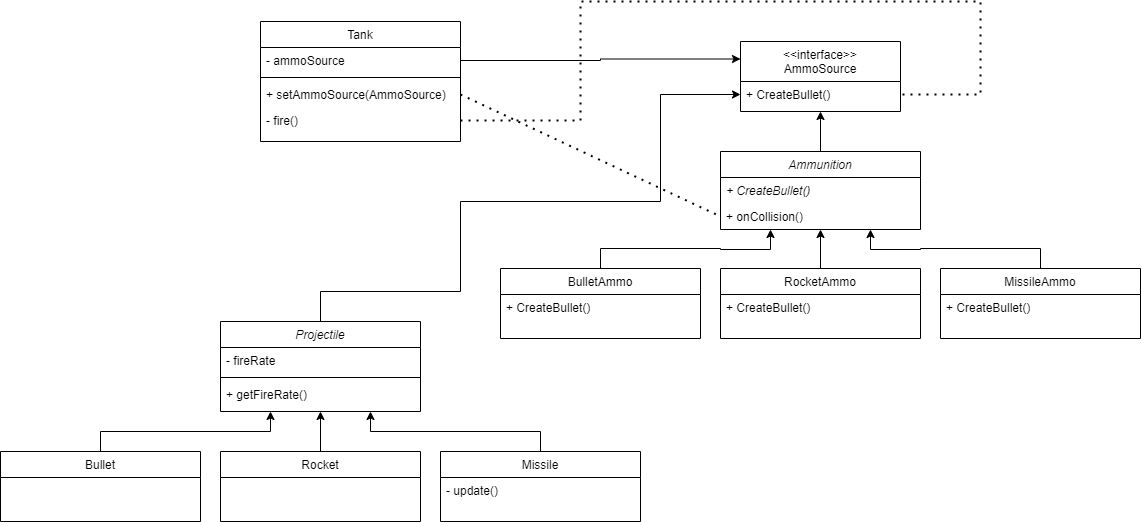 Tank
- ammoSource
+ setAmmoSource(AmmoSource)
- fire()
<<interface>>
AmmoSource
+ CreateBullet()
Ammunition
+ CreateBullet()
+ onCollision()
BulletAmmo
+ CreateBullet()
RocketAmmo
+ CreateBullet()
MissileAmmo
+ CreateBullet()
Projectile
- fireRate
+ getFireRate()
Bullet
Rocket
Missile
- update()